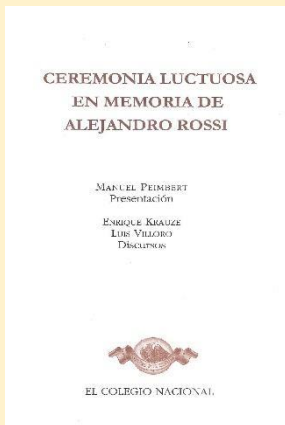 CEREMONIA LUCTUOSA
EN MEMORIA DE
ALEJANDRO ROSSI
MANUEL PEIMBERT
Presentación
ENRIQUE KRAUZE
LUIS VILLORO
Discursos
EL COLEGIO NACIONAL